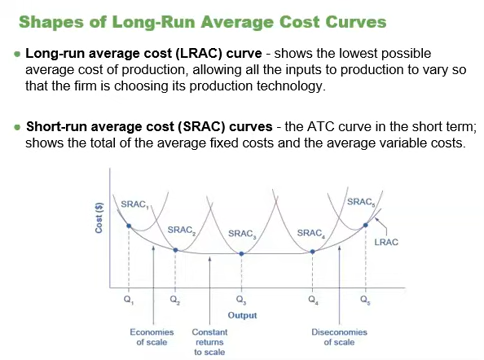 Shapes of Long-Run Average Cost Curves
● Long-run average cost (LRAC) curve - shows the lowest possible
average cost of production, allowing all the inputs to production to vary so
that the firm is choosing its production technology.
● Short-run average cost (SRAC) curves - the ATC curve in the short term;
shows the total of the average fixed costs and the average variable costs.
Cost ($)
SRAC₁
SRAC₂
SRAC₃
SRAC₄
SRAC₅
LRAC
Q₁
Q₂
Q₃
Q₄
Q₅
Output
Economies
of scale
Constant
returns
to scale
Diseconomies
of scale